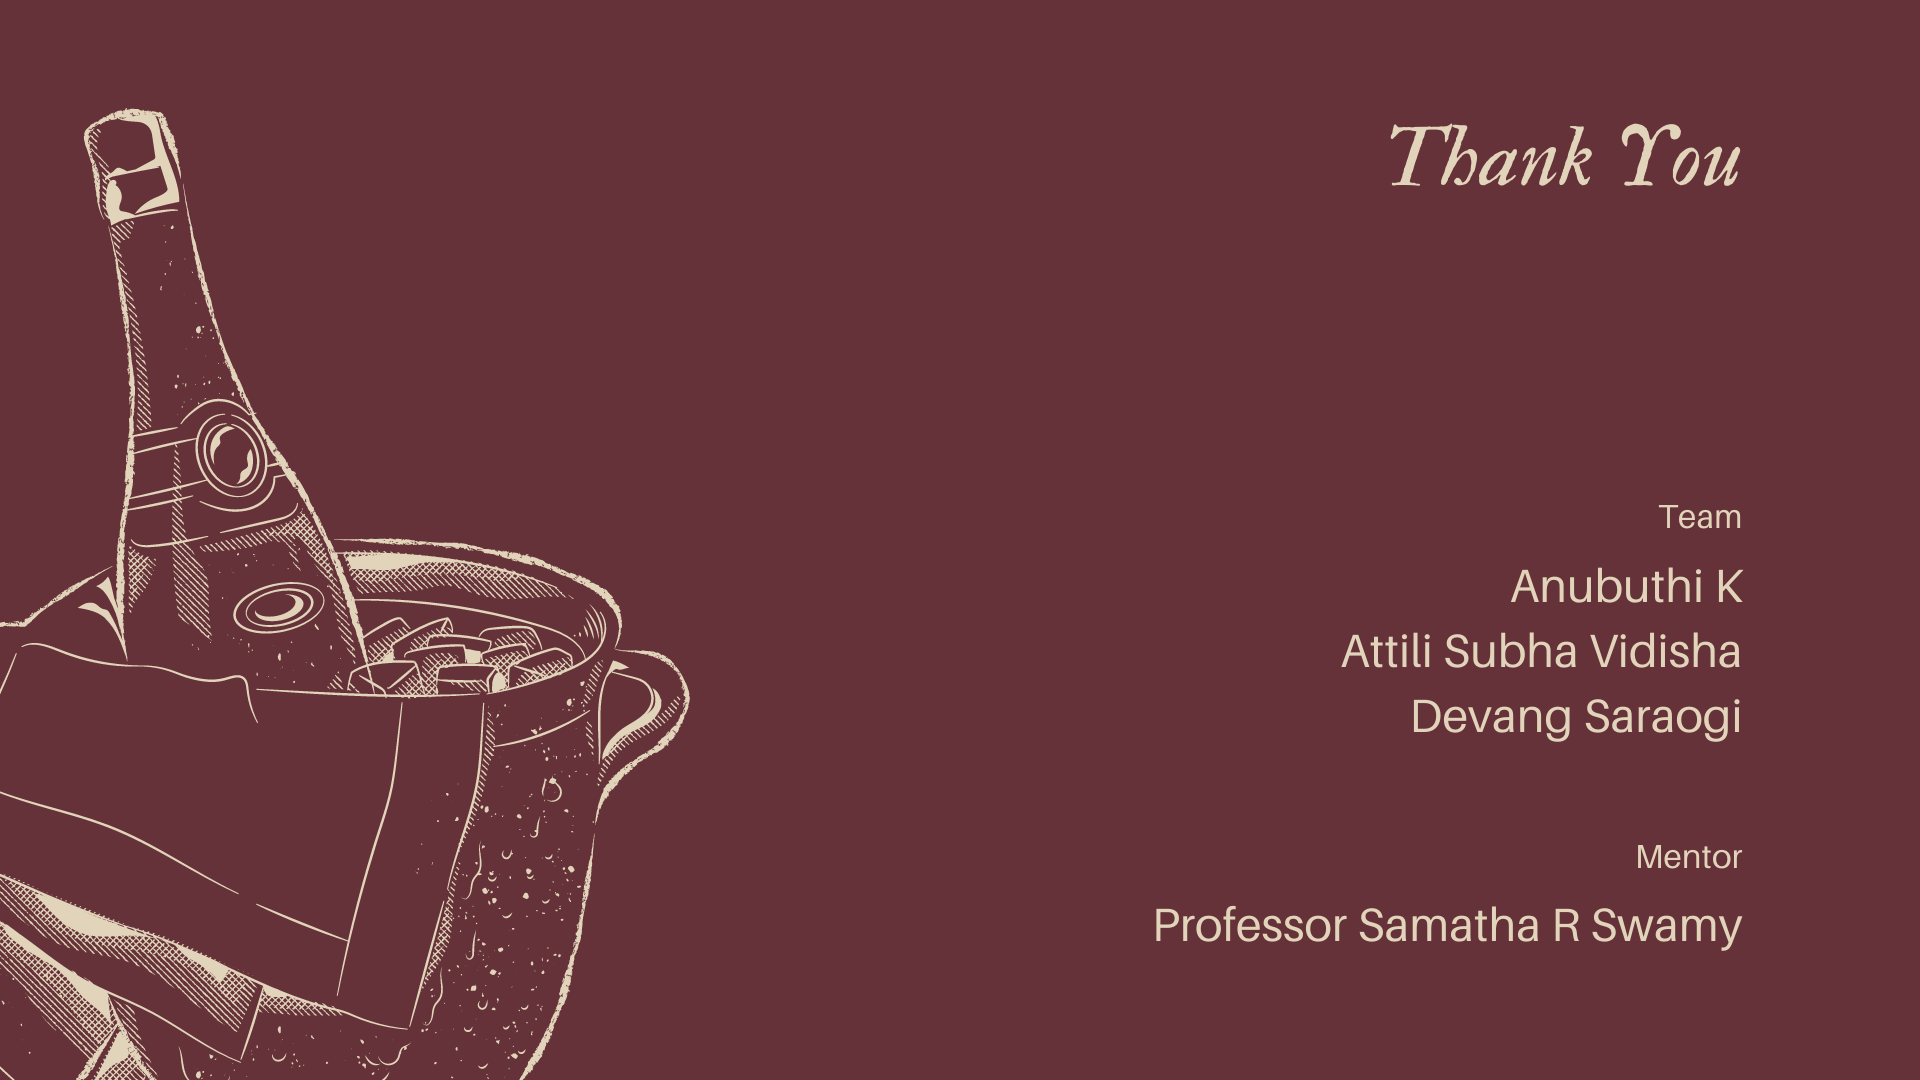 Thank You
Team
Anubuthi K
Attili Subha Vidisha
Devang Saraogi
Mentor
Professor Samatha R Swamy